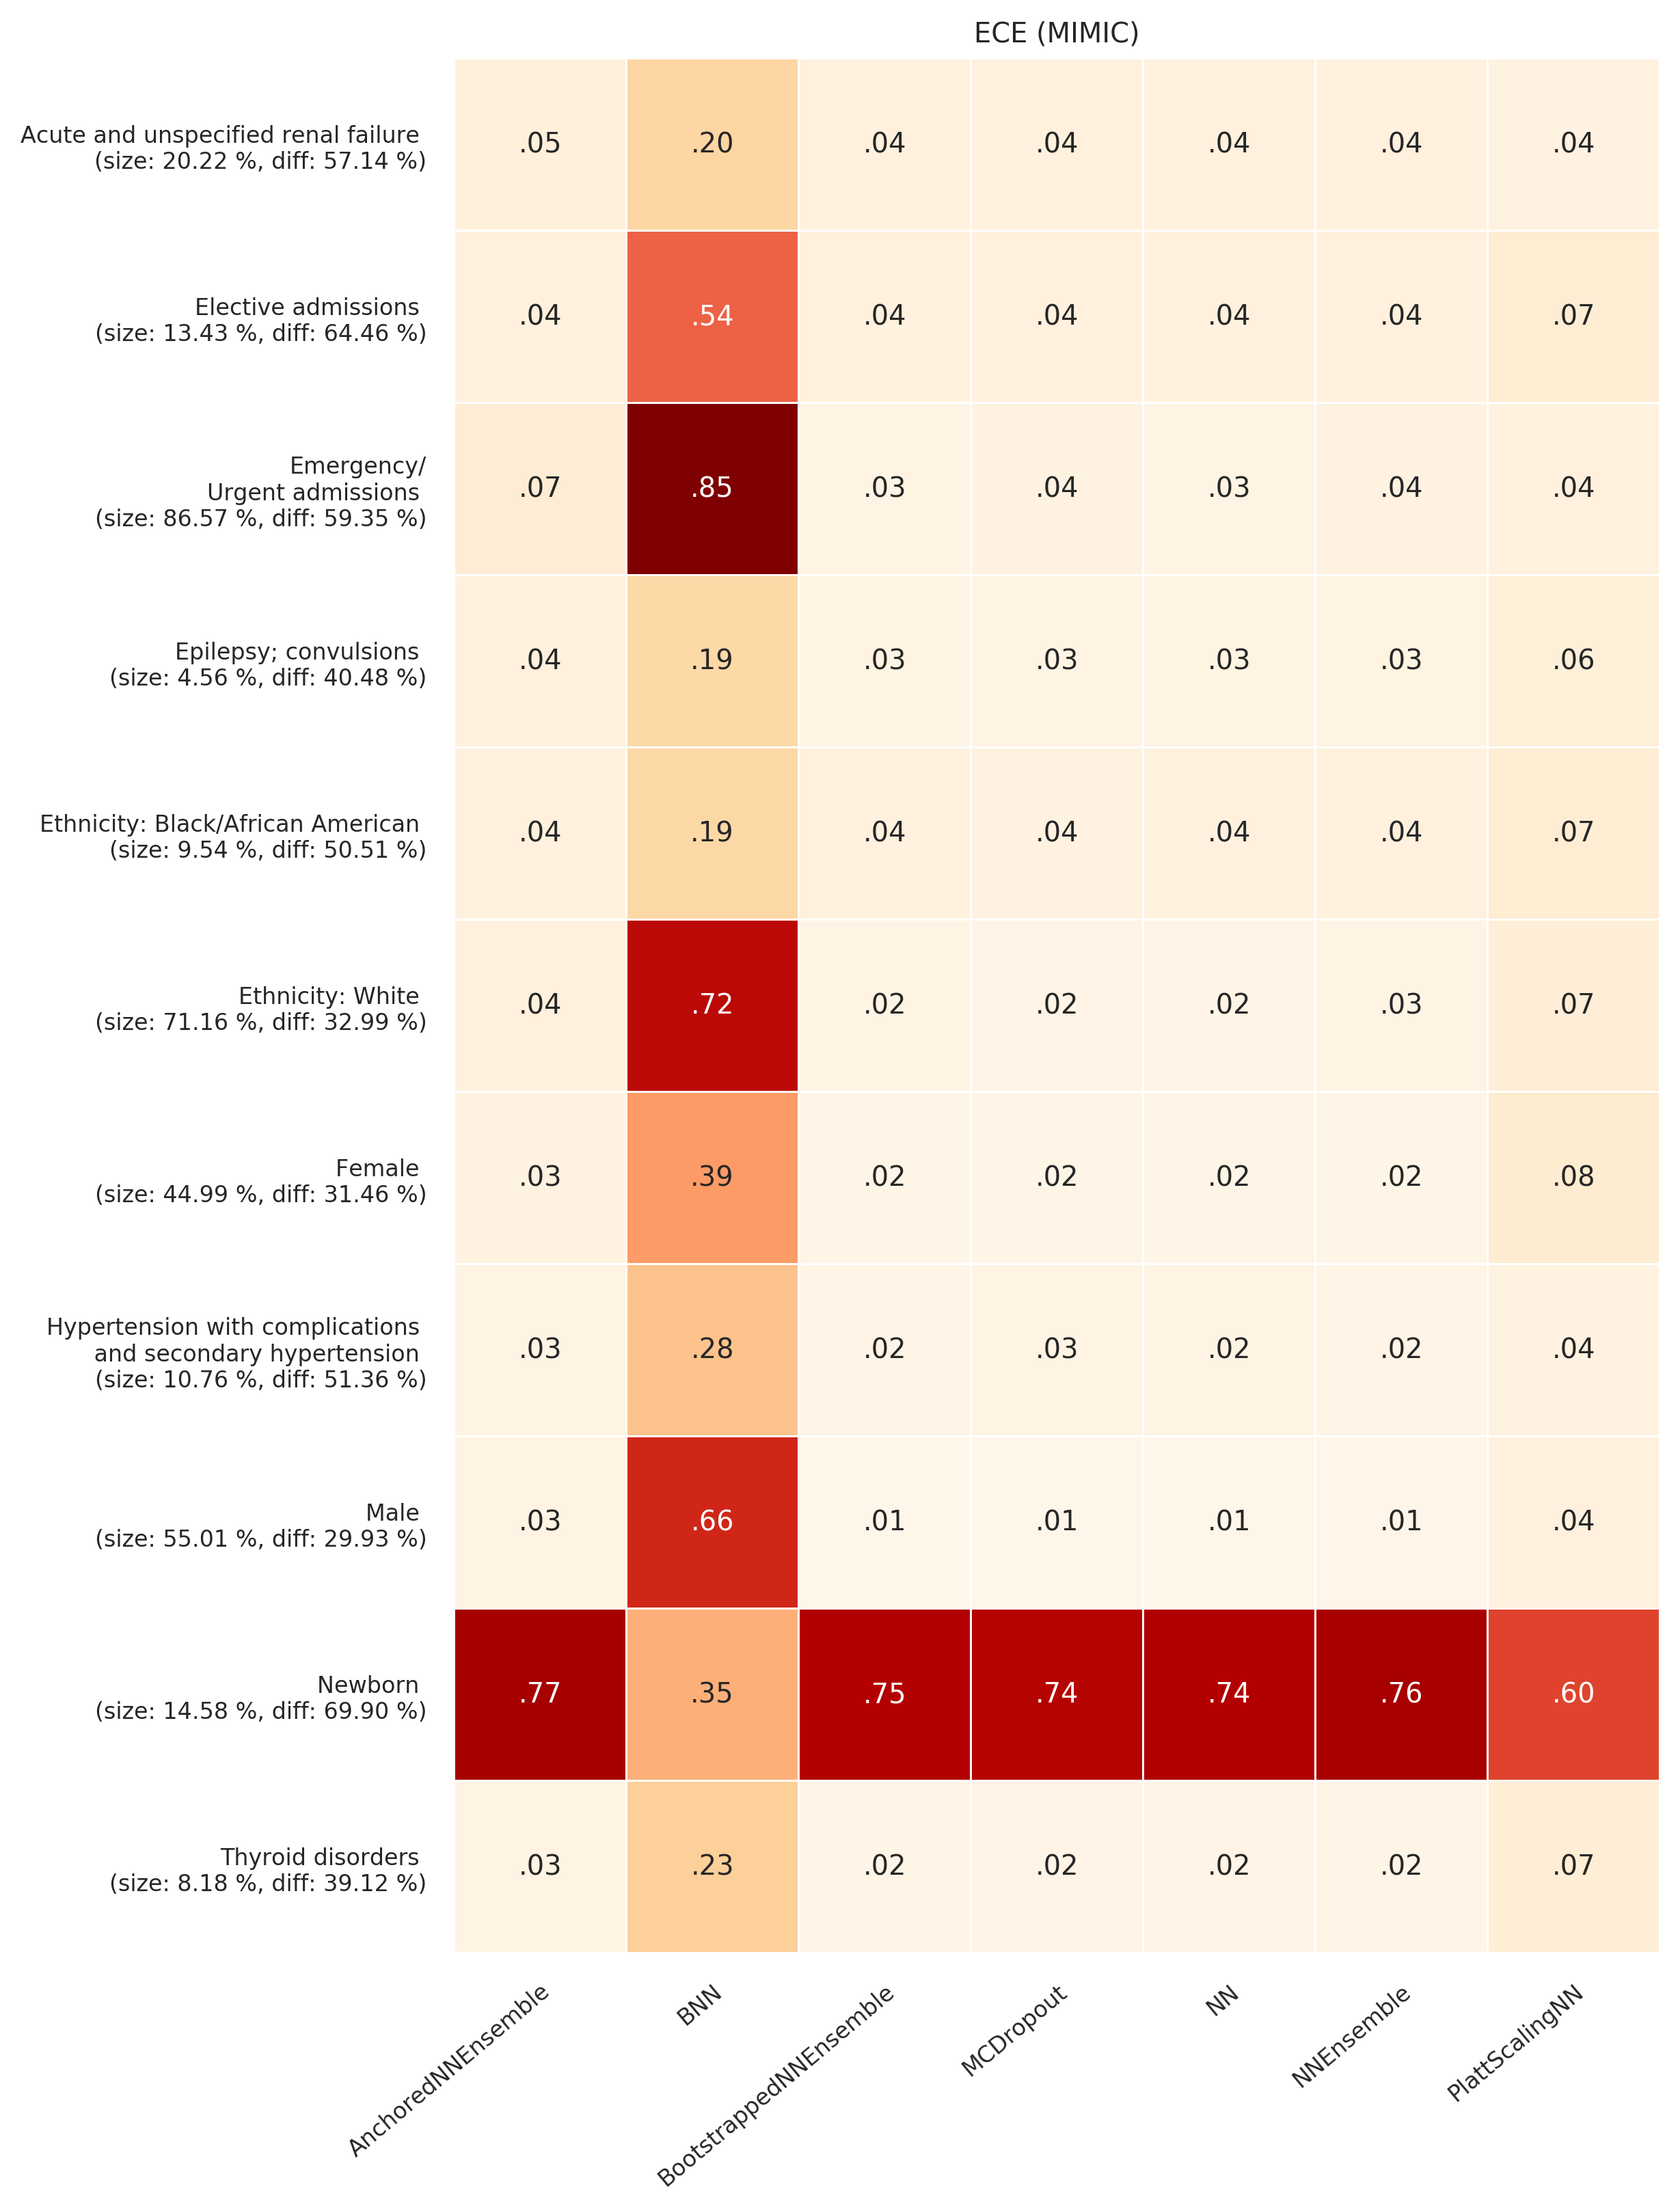 ECE (MIMIC)
Acute and unspecified renal failure
(size: 20.22 %, diff: 57.14 %)
.05 .20 .04 .04 .04 .04 .04
Elective admissions
(size: 13.43 %, diff: 64.46 %)
.04 .54 .04 .04 .04 .04 .07
Emergency/
Urgent admissions
(size: 86.57 %, diff: 59.35 %)
.07 .85 .03 .04 .03 .04 .04
Epilepsy; convulsions
(size: 4.56 %, diff: 40.48 %)
.04 .19 .03 .03 .03 .03 .06
Ethnicity: Black/African American
(size: 9.54 %, diff: 50.51 %)
.04 .19 .04 .04 .04 .04 .07
Ethnicity: White
(size: 71.16 %, diff: 32.99 %)
.04 .72 .02 .02 .02 .03 .07
Female
(size: 44.99 %, diff: 31.46 %)
.03 .39 .02 .02 .02 .02 .08
Hypertension with complications
and secondary hypertension
(size: 10.76 %, diff: 51.36 %)
.03 .28 .02 .03 .02 .02 .04
Male
(size: 55.01 %, diff: 29.93 %)
.03 .66 .01 .01 .01 .01 .04
Newborn
(size: 14.58 %, diff: 69.90 %)
.77 .35 .75 .74 .74 .76 .60
Thyroid disorders
(size: 8.18 %, diff: 39.12 %)
.03 .23 .02 .02 .02 .02 .07
AnchoredNNEnsemble
BNN
BootstrappedNNEnsemble
MCDropout
NN
NNEnsemble
PlattScalingNN